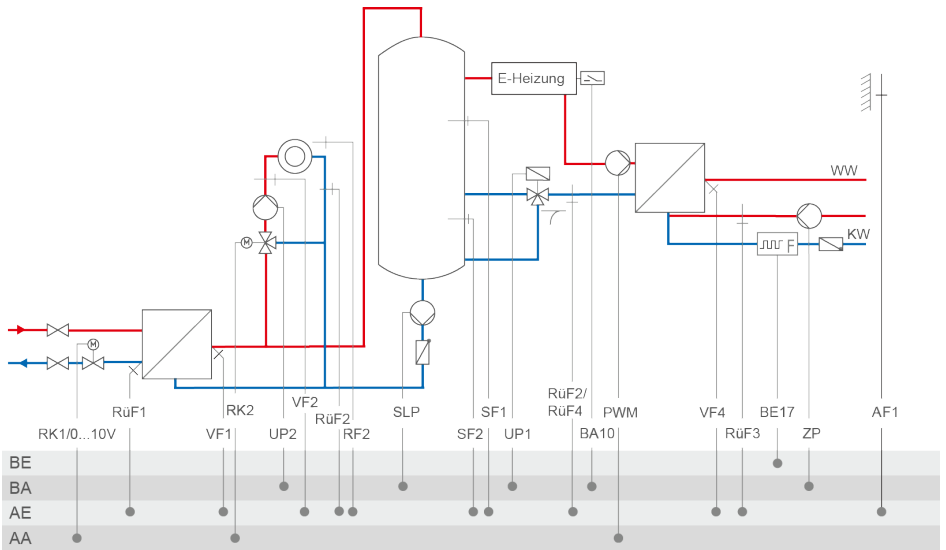 E-Heizung
WW
KW
F
M
M
RüF1
RK1/0...10V
RK2
VF1
VF2
UP2
RüF2
RF2
SLP
SF1
SF2
UP1
RüF2/
RüF4
BA10
PWM
VF4
RüF3
BE17
ZP
AF1
BE
BA
AE
AA